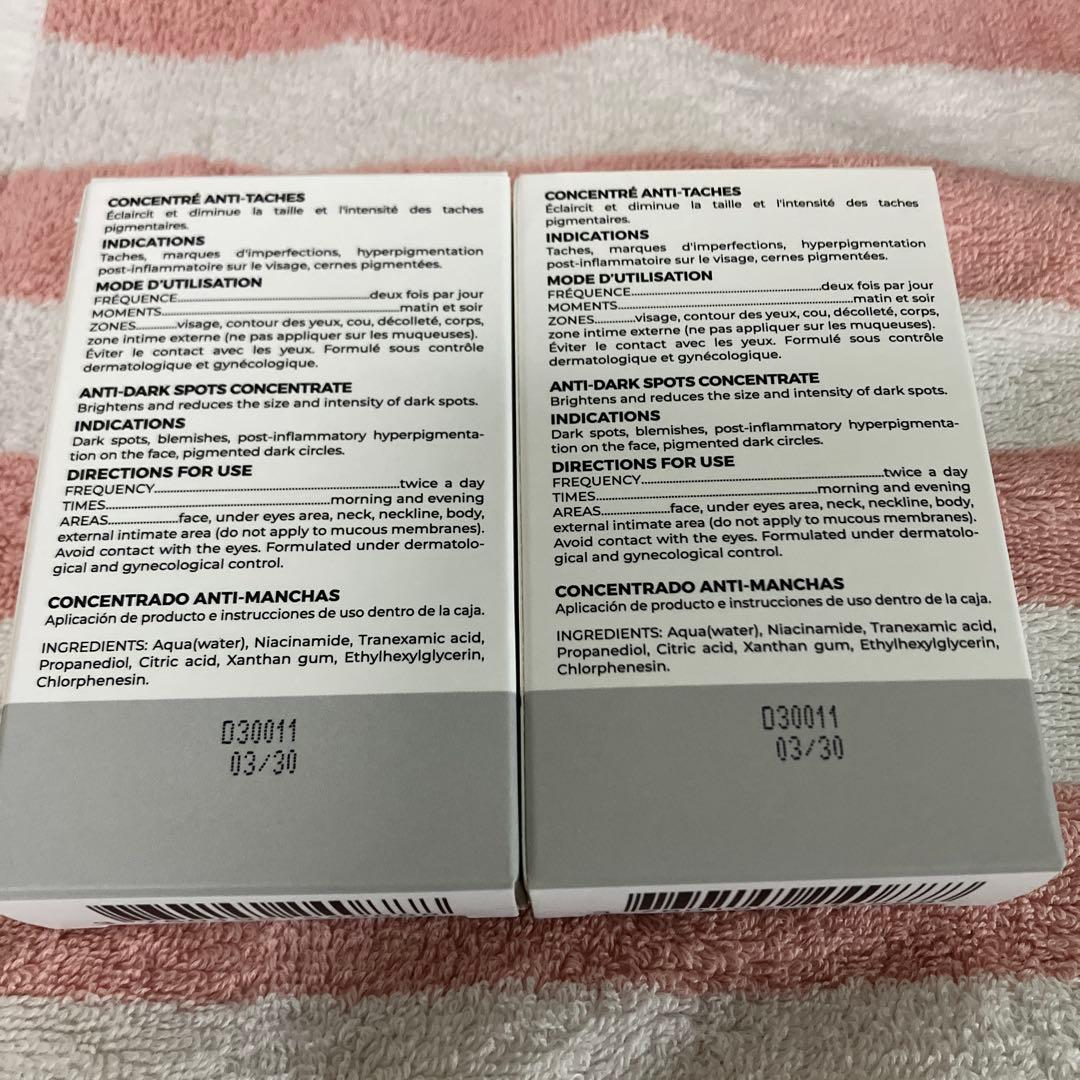 CONCENTRÉ ANTI-TACHES
Éclaircit et diminue la taille et l'intensité des taches
pigmentaires.
INDICATIONS
Taches, marques d'imperfections, hyperpigmentation
post-inflammatoire sur le visage, cernes pigmentées.
MODE D'UTILISATION
FRÉQUENCE..............................deux fois par jour
MOMENTS..............................matin et soir
ZONES............visage, contour des yeux, cou, décolleté, corps,
zone intime externe (ne pas appliquer sur les muqueuses).
Éviter le contact avec les yeux. Formulé sous contrôle
dermatologique et gynécologique.
ANTI-DARK SPOTS CONCENTRATE
Brightens and reduces the size and intensity of dark spots.
INDICATIONS
Dark spots, blemishes, post-inflammatory hyperpigmenta-
tion on the face, pigmented dark circles.
DIRECTIONS FOR USE
FREQUENCY..............................twice a day
TIMES..............................morning and evening
AREAS....................face, under eyes area, neck, neckline, body,
external intimate area (do not apply to mucous membranes).
Avoid contact with the eyes. Formulated under dermatolo-
gical and gynecological control.
CONCENTRADO ANTI-MANCHAS
Aplicación de producto e instrucciones de uso dentro de la caja.
INGREDIENTS: Aqua(water), Niacinamide, Tranexamic acid,
Propanediol, Citric acid, Xanthan gum, Ethylhexylglycerin,
Chlorphenesin.
D30011
03/30
CONCENTRÉ ANTI-TACHES
Éclaircit et diminue la taille et l'intensité des taches
pigmentaires.
INDICATIONS
Taches, marques d'imperfections, hyperpigmentation
post-inflammatoire sur le visage, cernes pigmentées.
MODE D'UTILISATION
FRÉQUENCE..............................deux fois par jour
MOMENTS..............................matin et soir
ZONES............visage, contour des yeux, cou, décolleté, corps,
zone intime externe (ne pas appliquer sur les muqueuses).
Éviter le contact avec les yeux. Formulé sous contrôle
dermatologique et gynécologique.
ANTI-DARK SPOTS CONCENTRATE
Brightens and reduces the size and intensity of dark spots.
INDICATIONS
Dark spots, blemishes, post-inflammatory hyperpigmenta-
tion on the face, pigmented dark circles.
DIRECTIONS FOR USE
FREQUENCY..............................twice a day
TIMES..............................morning and evening
AREAS....................face, under eyes area, neck, neckline, body,
external intimate area (do not apply to mucous membranes).
Avoid contact with the eyes. Formulated under dermatolo-
gical and gynecological control.
CONCENTRADO ANTI-MANCHAS
Aplicación de producto e instrucciones de uso dentro de la caja.
INGREDIENTS: Aqua(water), Niacinamide, Tranexamic acid,
Propanediol, Citric acid, Xanthan gum, Ethylhexylglycerin,
Chlorphenesin.
D30011
03/30